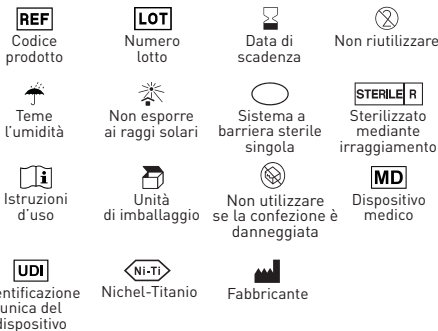 REF
LOT
2
Codice
prodotto
Numero
lotto
Data di
scadenza
Non riutilizzare
STERILE R
Teme
l'umidità
Non esporre
ai raggi solari
Sistema a
barriera sterile
singola
Sterilizzato
mediante
irraggiamento
i
MD
Istruzioni
d'uso
Unità
di imballaggio
Non utilizzare
se la confezione è
danneggiata
Dispositivo
medico
UDI
Ni-Ti
entificazione
unica del
dispositivo
Nichel-Titanio
Fabbricante